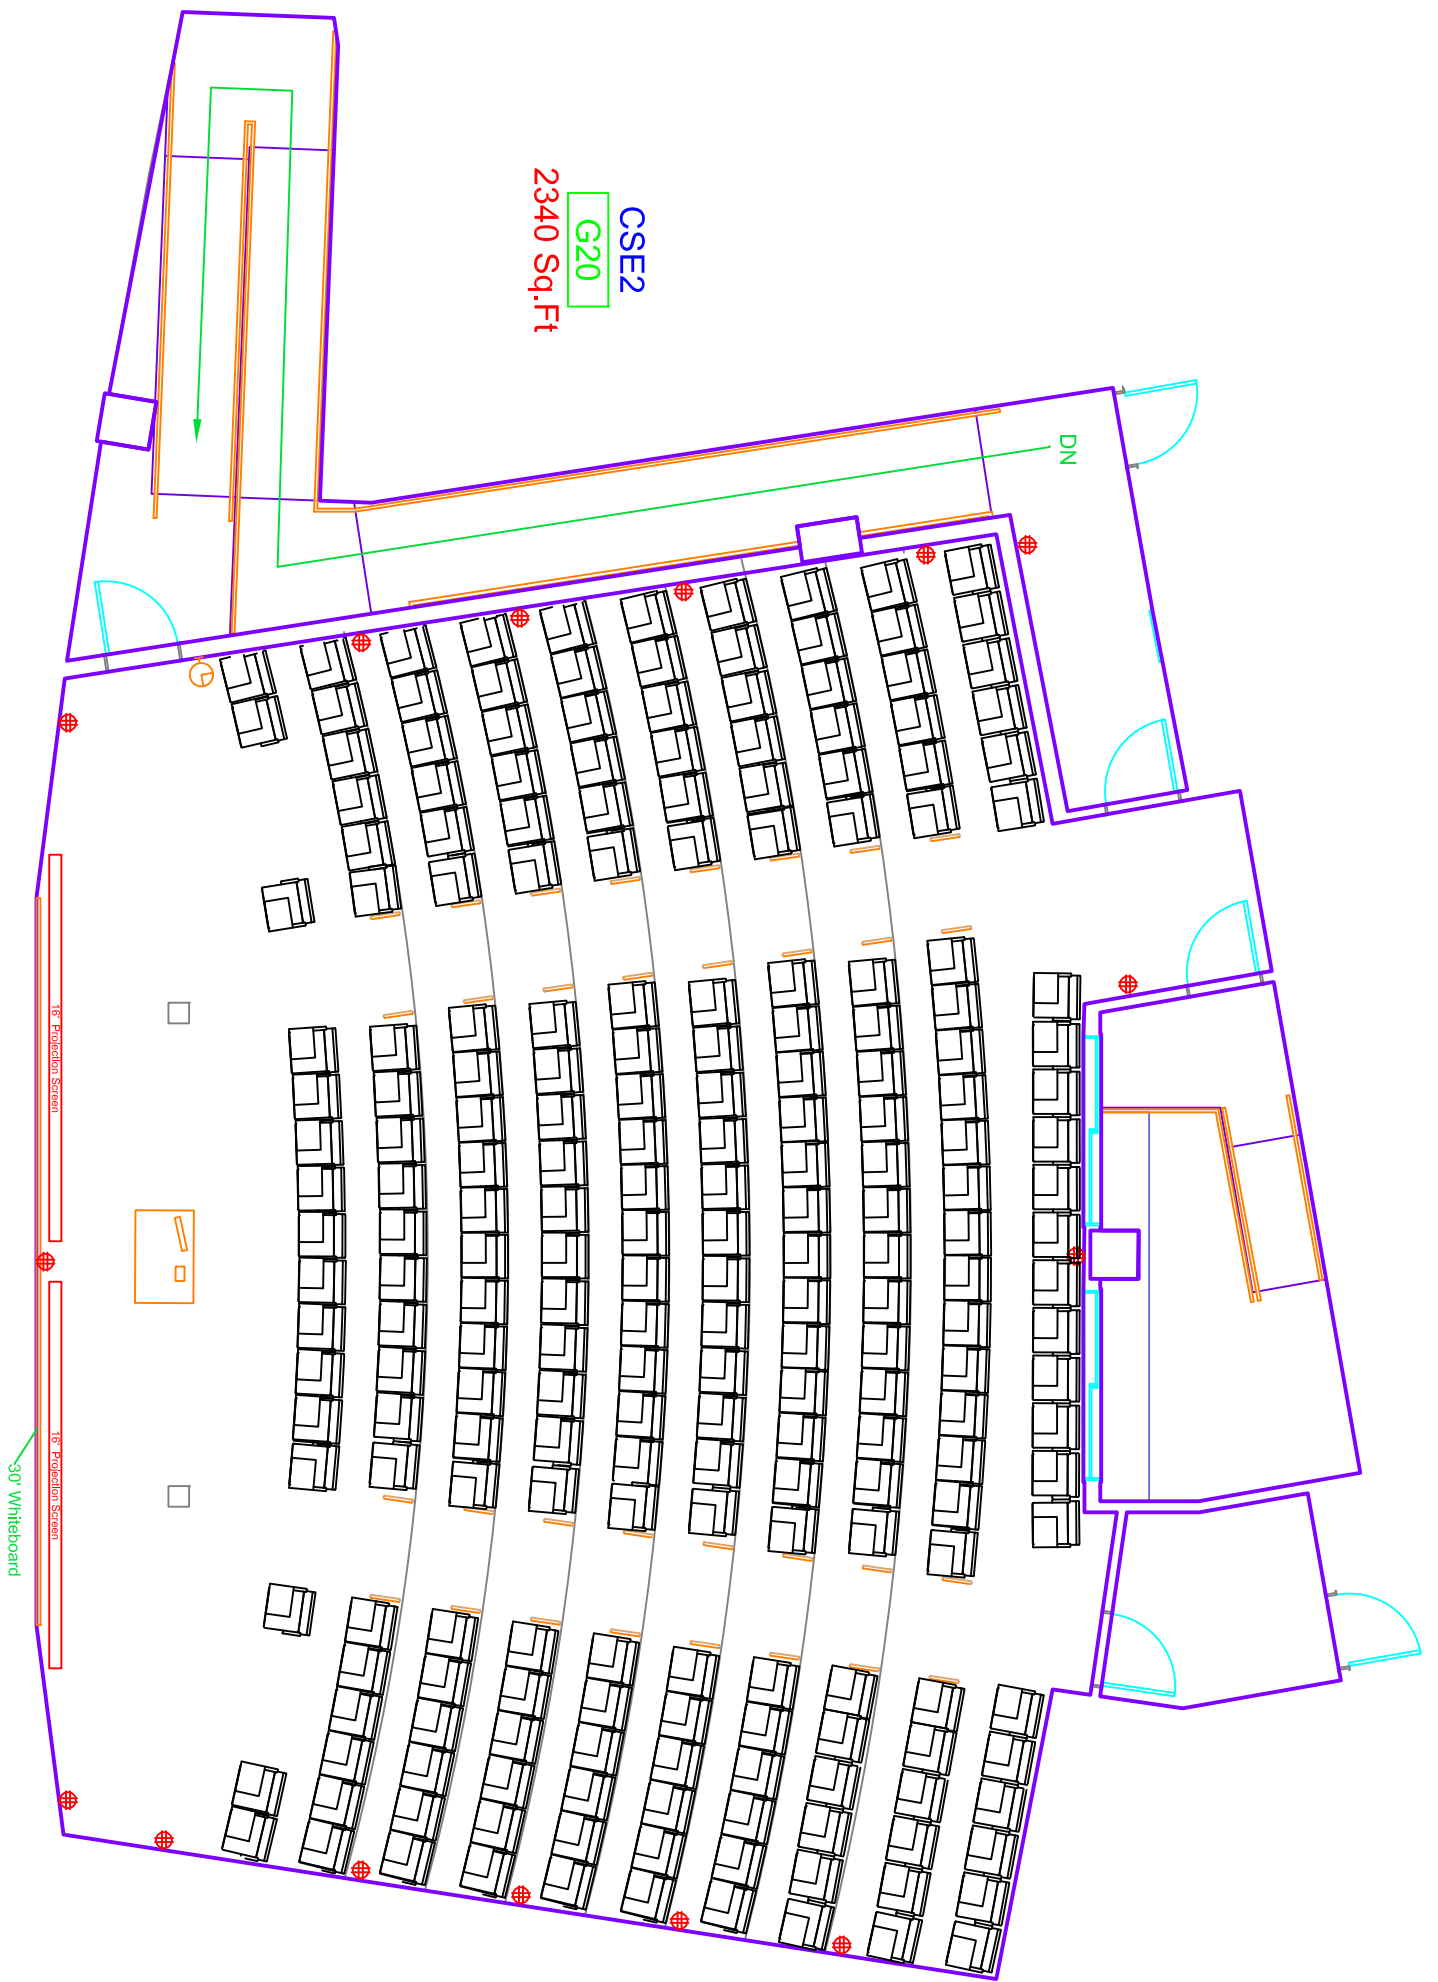 CSE2
G20
2340 Sq.Ft
DN
16' Projection Screen
16' Projection Screen
30' Whiteboard